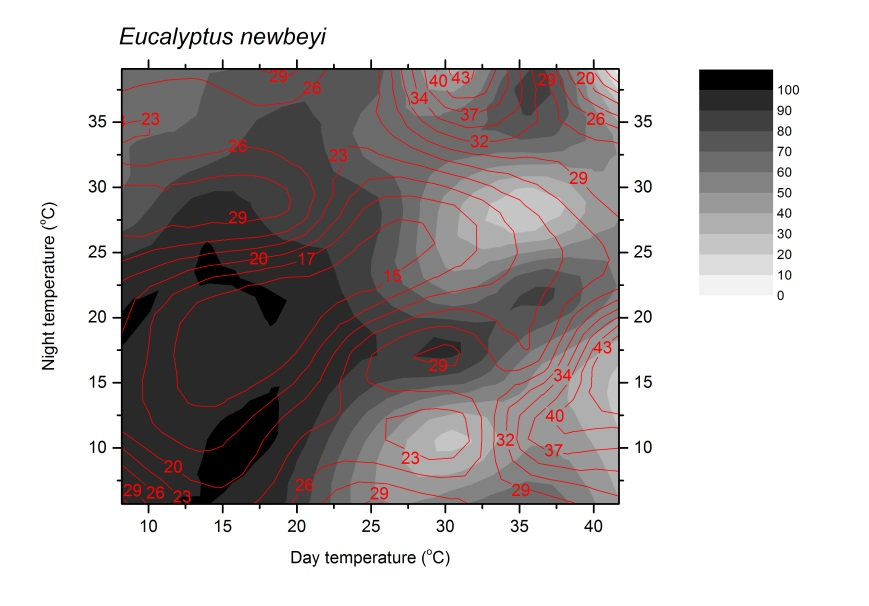 Eucalyptus newbeyi
29 26 40 43 29 20
34 37 26
35 23 35 100
26 23 32 90
80
30 29 30 70
29 60
25 20 17 25 50
15 40
30
20 20 20
10
43 0
15 29 34 15
40
10 23 32 37 10
20
29 26 23 26 29 29
10 15 20 25 30 35 40
Night temperature (°C)
Day temperature (°C)